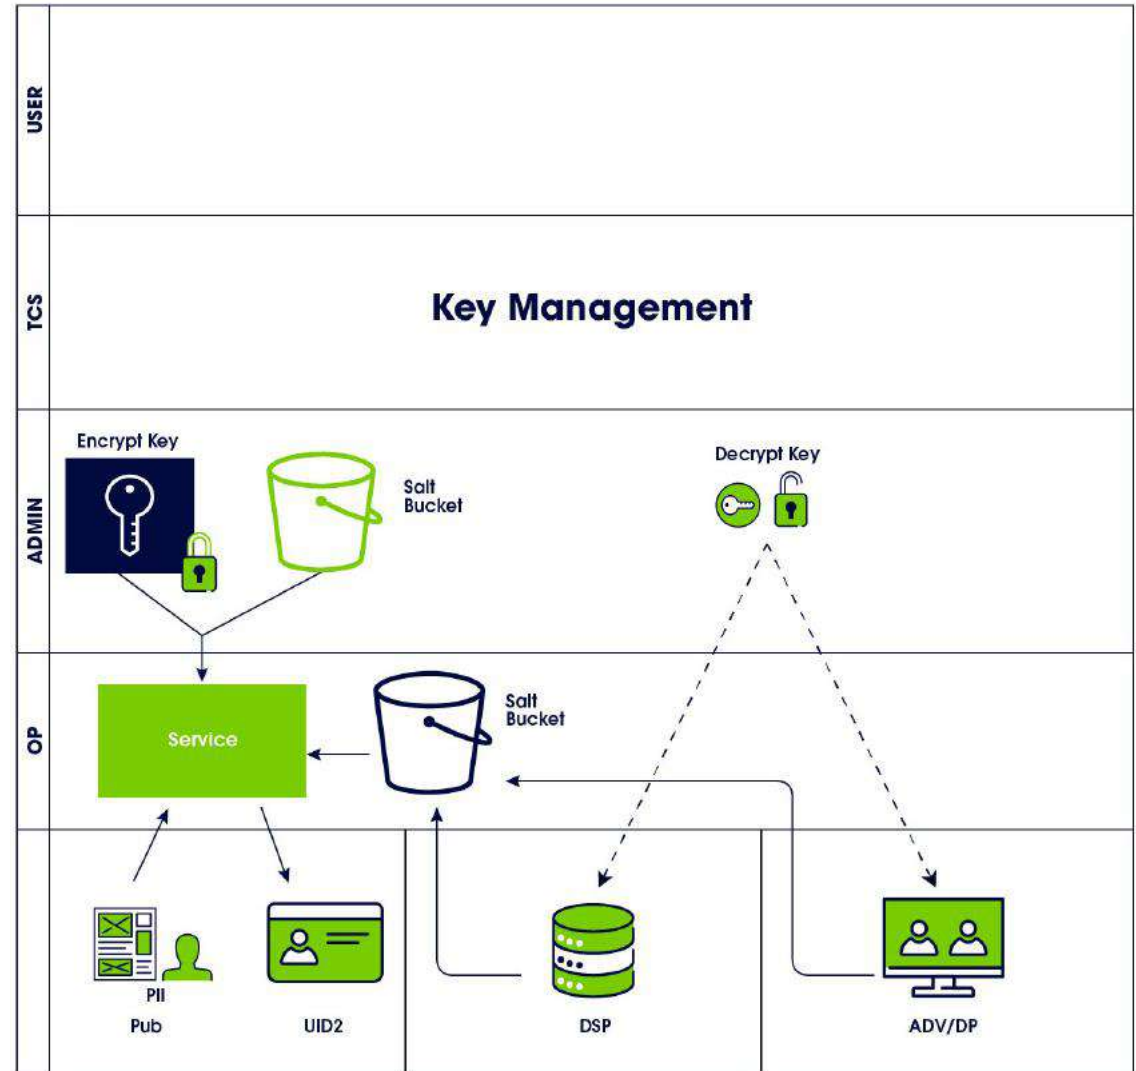 USER
TCS
Key Management
ADMIN
Encrypt Key
Salt
Bucket
Decrypt Key
OP
Service
Salt
Bucket
PII
Pub
UID2
DSP
ADV/DP